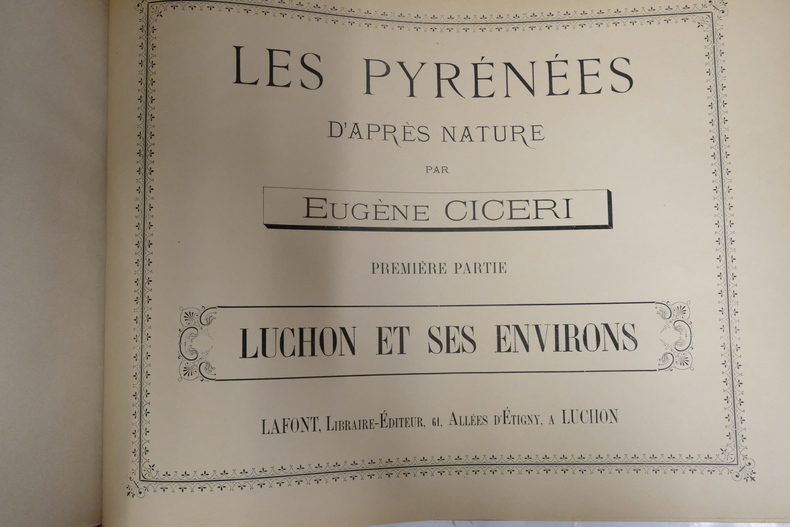 LES PYRÉNÉES
D'APRÈS NATURE
PAR
EUGÈNE CICERI
PREMIÈRE PARTIE
LUCHON ET SES ENVIRONS
LAFONT, LIBRAIRE-ÉDITEUR, 61, ALLÉES D'ÉTIGNY, A LUCHON